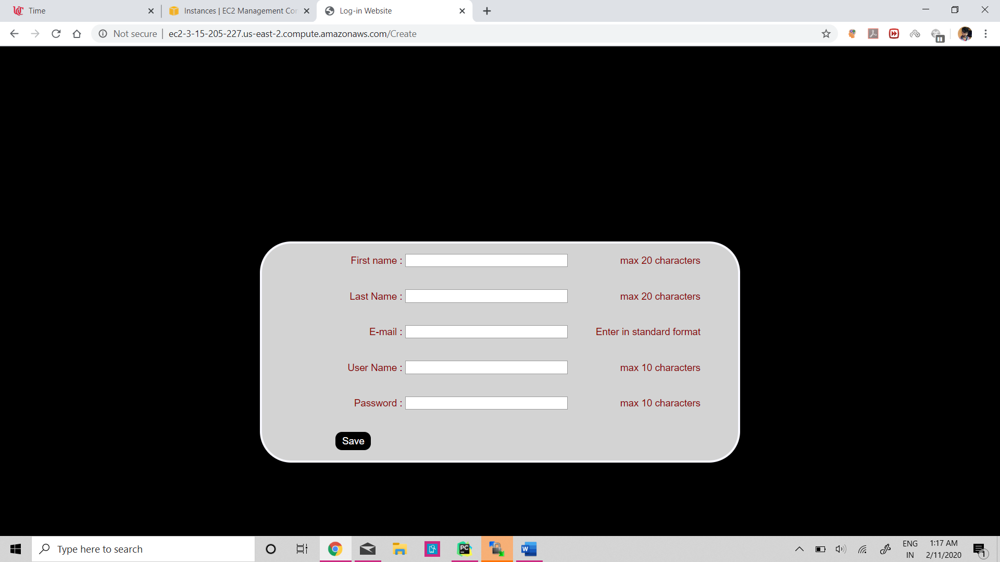 Time
Instances | EC2 Management Con
Log-in Website
Not secure | ec2-3-15-205-227.us-east-2.compute.amazonaws.com/Create
First name : max 20 characters
Last Name : max 20 characters
E-mail : Enter in standard format
User Name : max 10 characters
Password : max 10 characters
Save
Type here to search
PC
W
ENG
IN
1:17 AM
2/11/2020
1